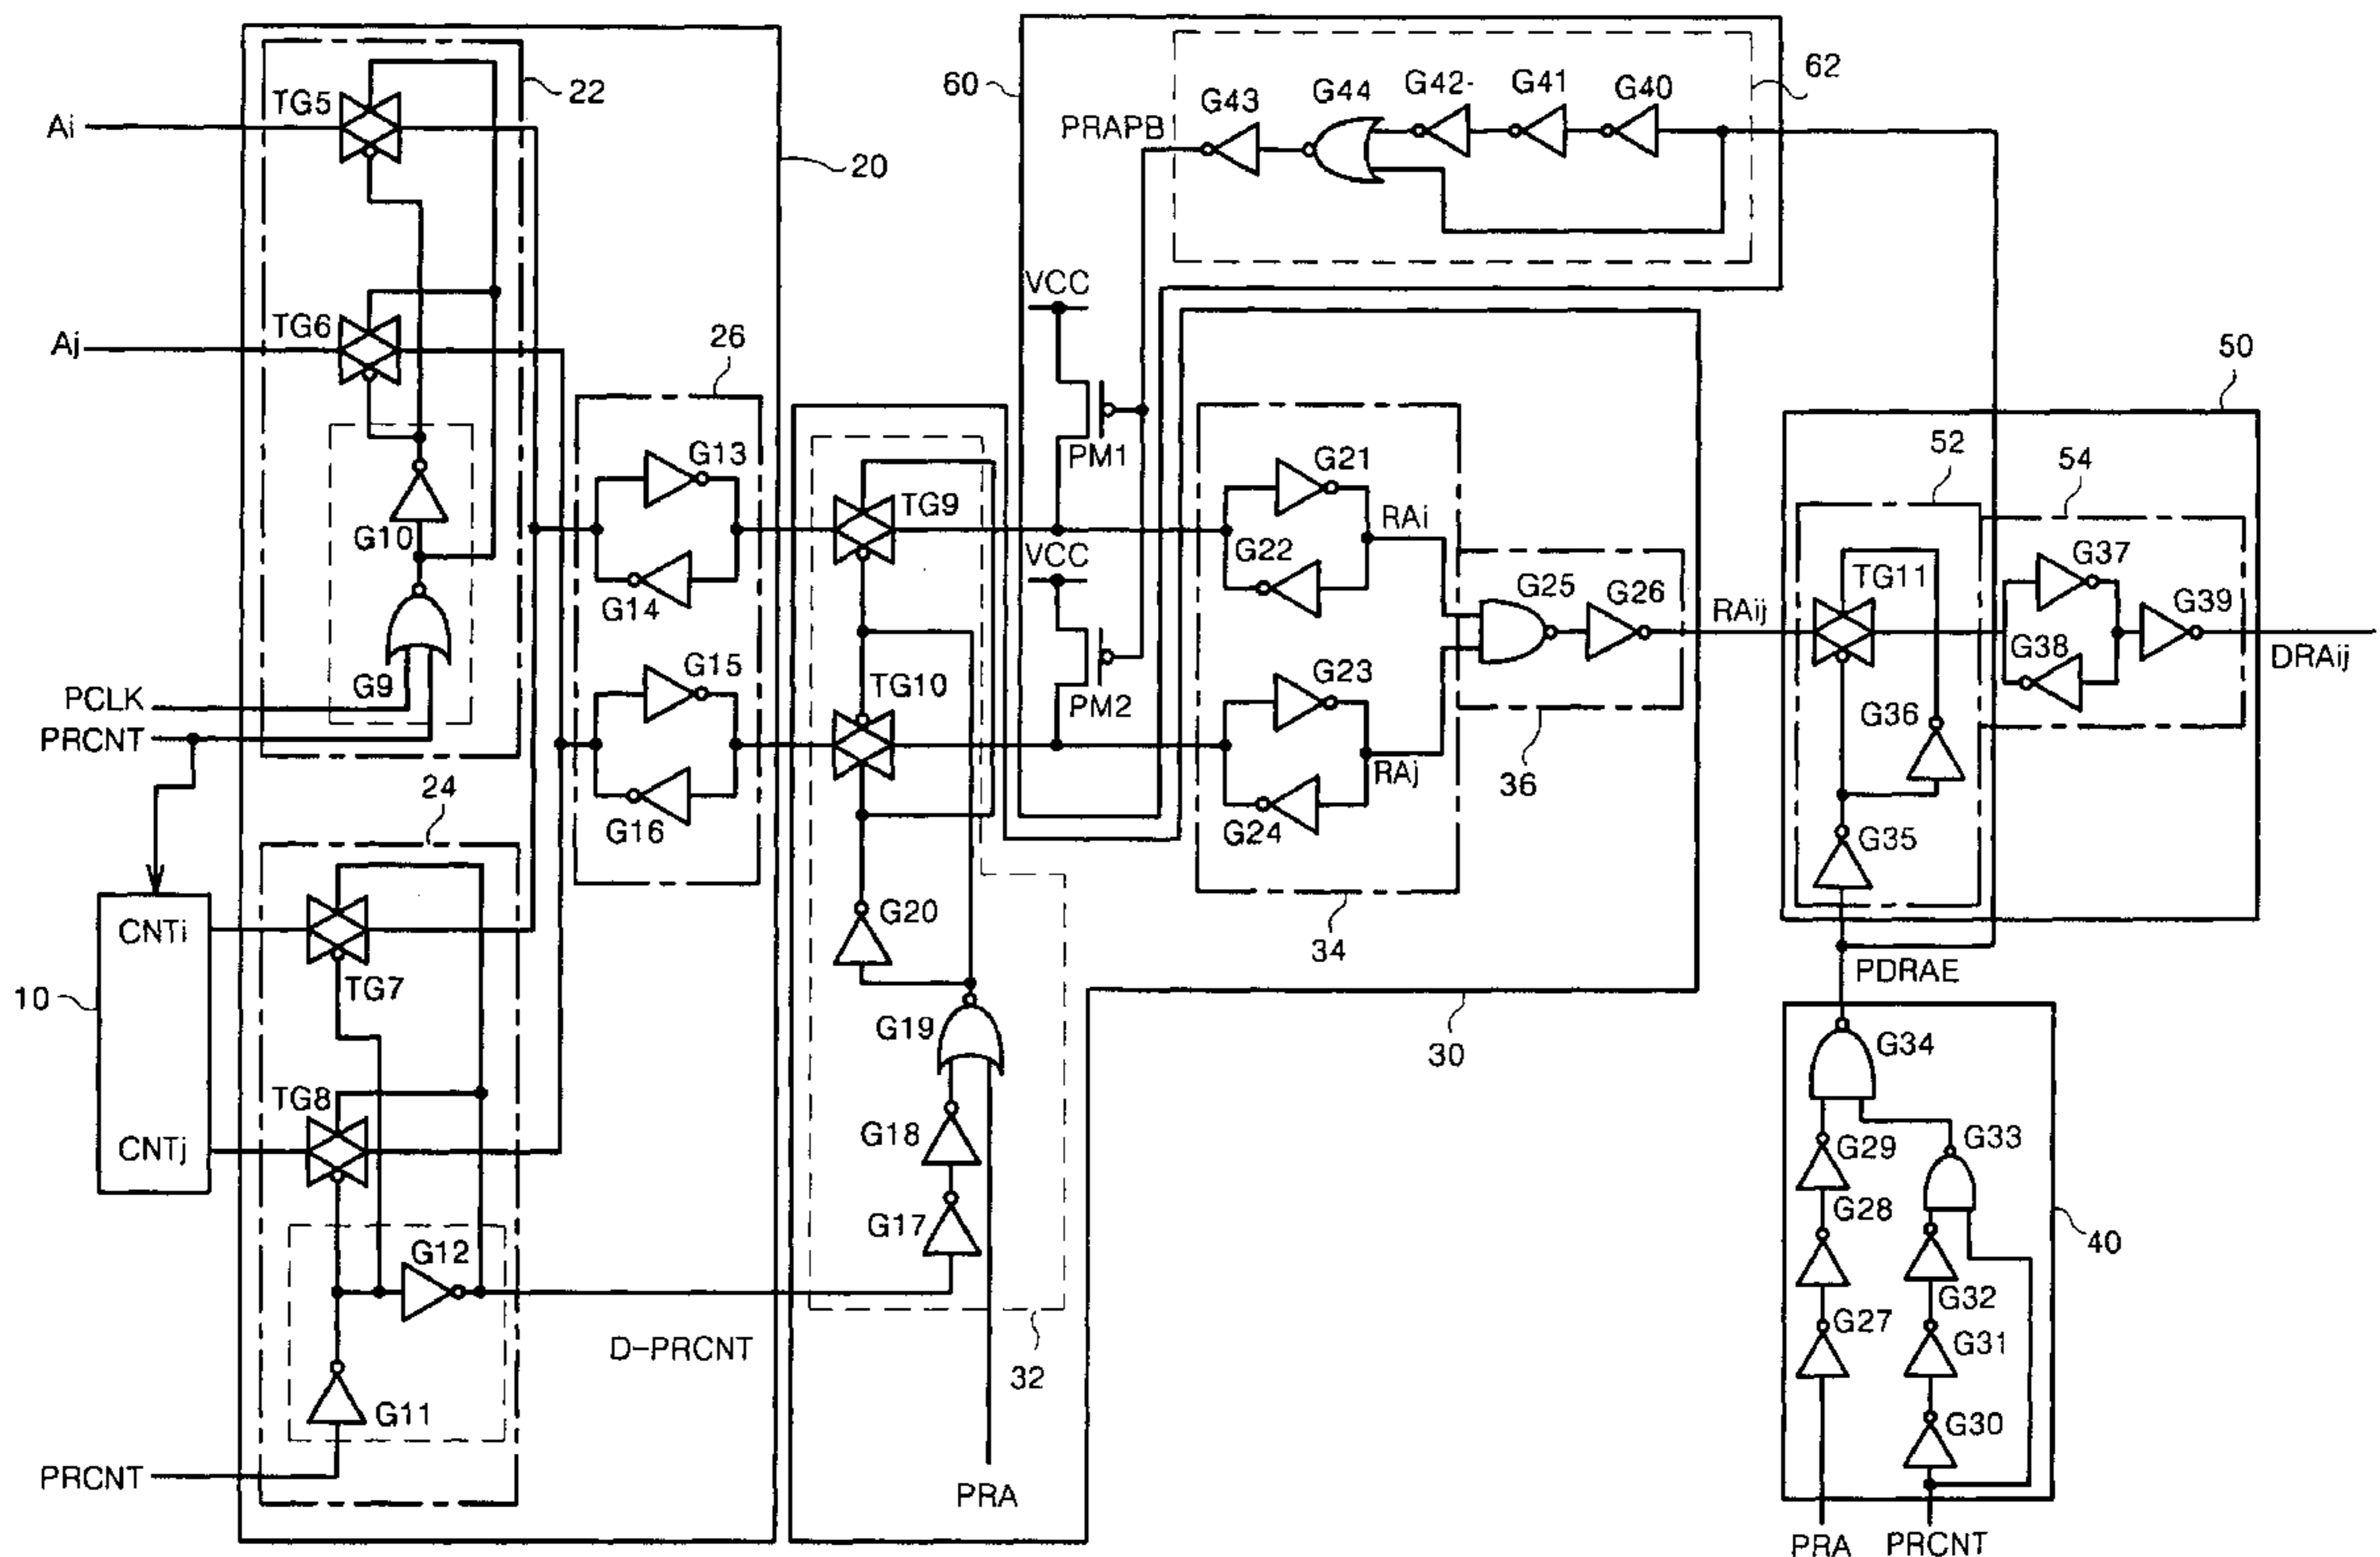 60
62
G42-
G41
G40
G44
G43
PRAPB
22
TG5
Ai
20
VCC
TG6
Aj
26
50
PM1
52
54
G13
G21
TG9
RAi
G10
VCC
G22
G37
TG11
G14
G25
G26
RAij
G39
G38
DRAij
G15
G23
G9
TG10
PCLK
PM2
G36
PRCNT
RAj
36
24
G16
G24
G35
G20
CNTi
34
PDRAE
TG7
10
G19
30
G34
TG8
CNTj
G18
G29
G33
G28
G17
G12
40
G32
G27
D-PRCNT
G31
32
G11
G30
PRCNT
PRA
PRA
PRCNT